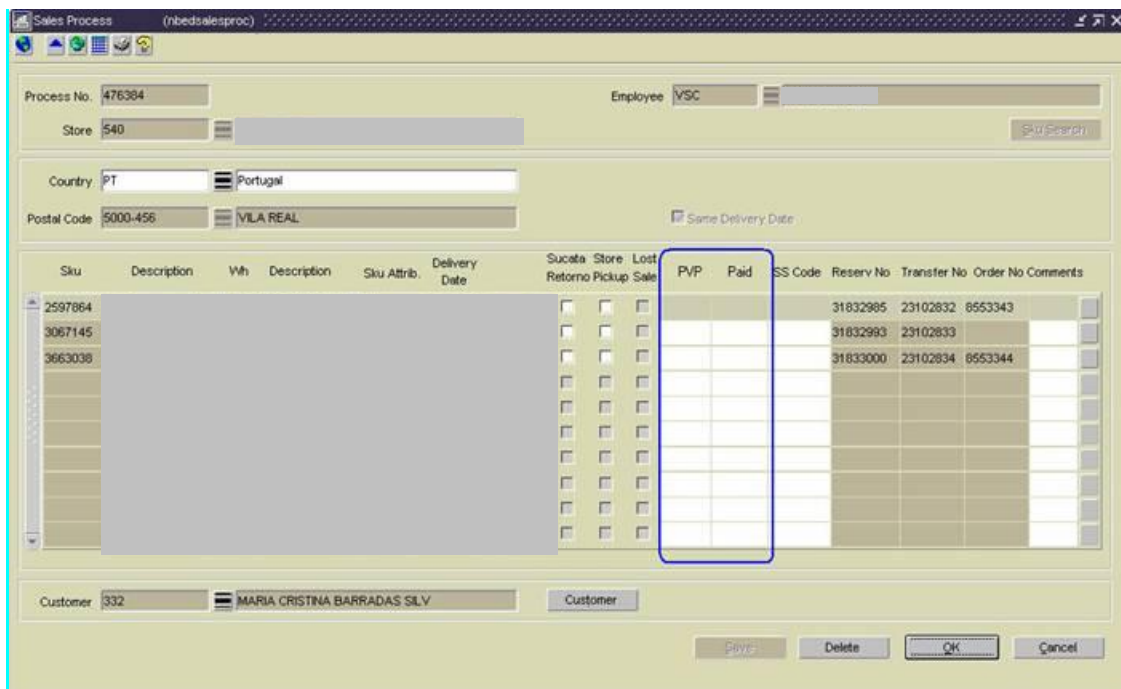 Sales Process (nbedsalesproc)
Process No. 476384 Employee VSC
Store 540 Sku Search
Country PT Portugal
Postal Code 5000-456 VILA REAL Same Delivery Date
Sku Description Wh Description Sku Attrib. Delivery Date Sucata Retorno Store Pickup Lost Sale PVP Paid SS Code Reserv No Transfer No Order No Comments
2597864 31832985 23102832 8553343
3067145 31832993 23102833
3663038 31833000 23102834 8553344
Customer 332 MARIA CRISTINA BARRADAS SILV Customer
Save Delete OK Cancel